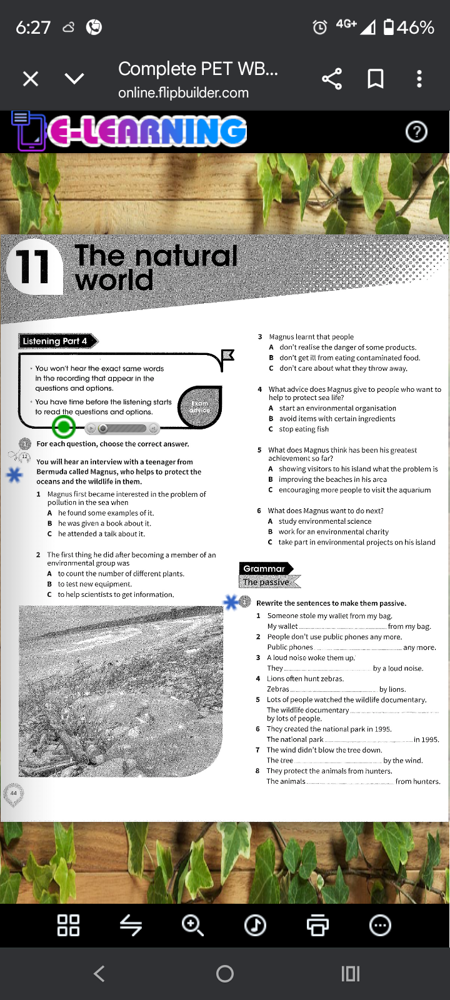 6:27
4G+
46%
Complete PET WB...
online.flipbuilder.com
E-LEARNING
11
The natural
world
Listening Part 4
• You won't hear the exact same words
in the recording that appear in the
questions and options.
• You have time before the listening starts
to read the questions and options.
Exam
advice
1
For each question, choose the correct answer.
12
You will hear an interview with a teenager from
Bermuda called Magnus, who helps to protect the
oceans and the wildlife in them.
1 Magnus first became interested in the problem of
pollution in the sea when
A he found some examples of it.
B he was given a book about it.
C he attended a talk about it.
2 The first thing he did after becoming a member of an
environmental group was
A to count the number of different plants.
B to test new equipment.
C to help scientists to get information.
44
3 Magnus learnt that people
A don't realise the danger of some products.
B don't get ill from eating contaminated food.
C don't care about what they throw away.
4 What advice does Magnus give to people who want to
help to protect sea life?
A start an environmental organisation
B avoid items with certain ingredients
C stop eating fish
5 What does Magnus think has been his greatest
achievement so far?
A showing visitors to his island what the problem is
B improving the beaches in his area
C encouraging more people to visit the aquarium
6 What does Magnus want to do next?
A study environmental science
B work for an environmental charity
C take part in environmental projects on his island
Grammar
The passive
Rewrite the sentences to make them passive.
1 Someone stole my wallet from my bag.
My wallet ........ from my bag.
2 People don't use public phones any more.
Public phones ........ any more.
3 A loud noise woke them up.
They ........ by a loud noise.
4 Lions often hunt zebras.
Zebras ........ by lions.
5 Lots of people watched the wildlife documentary.
The wildlife documentary ........
by lots of people.
6 They created the national park in 1995.
The national park ........ in 1995.
7 The wind didn't blow the tree down.
The tree ........ by the wind.
8 They protect the animals from hunters.
The animals ........ from hunters.